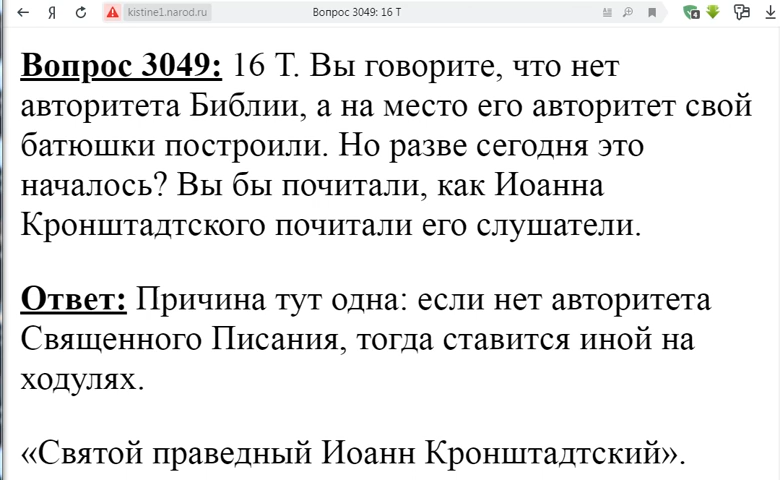 Я kistine1.narod.ru Вопрос 3049: 16 Т 4
Вопрос 3049: 16 Т. Вы говорите, что нет
авторитета Библии, а на место его авторитет свой
батюшки построили. Но разве сегодня это
началось? Вы бы почитали, как Иоанна
Кронштадтского почитали его слушатели.
Ответ: Причина тут одна: если нет авторитета
Священного Писания, тогда ставится иной на
ходулях.
«Святой праведный Иоанн Кронштадтский».